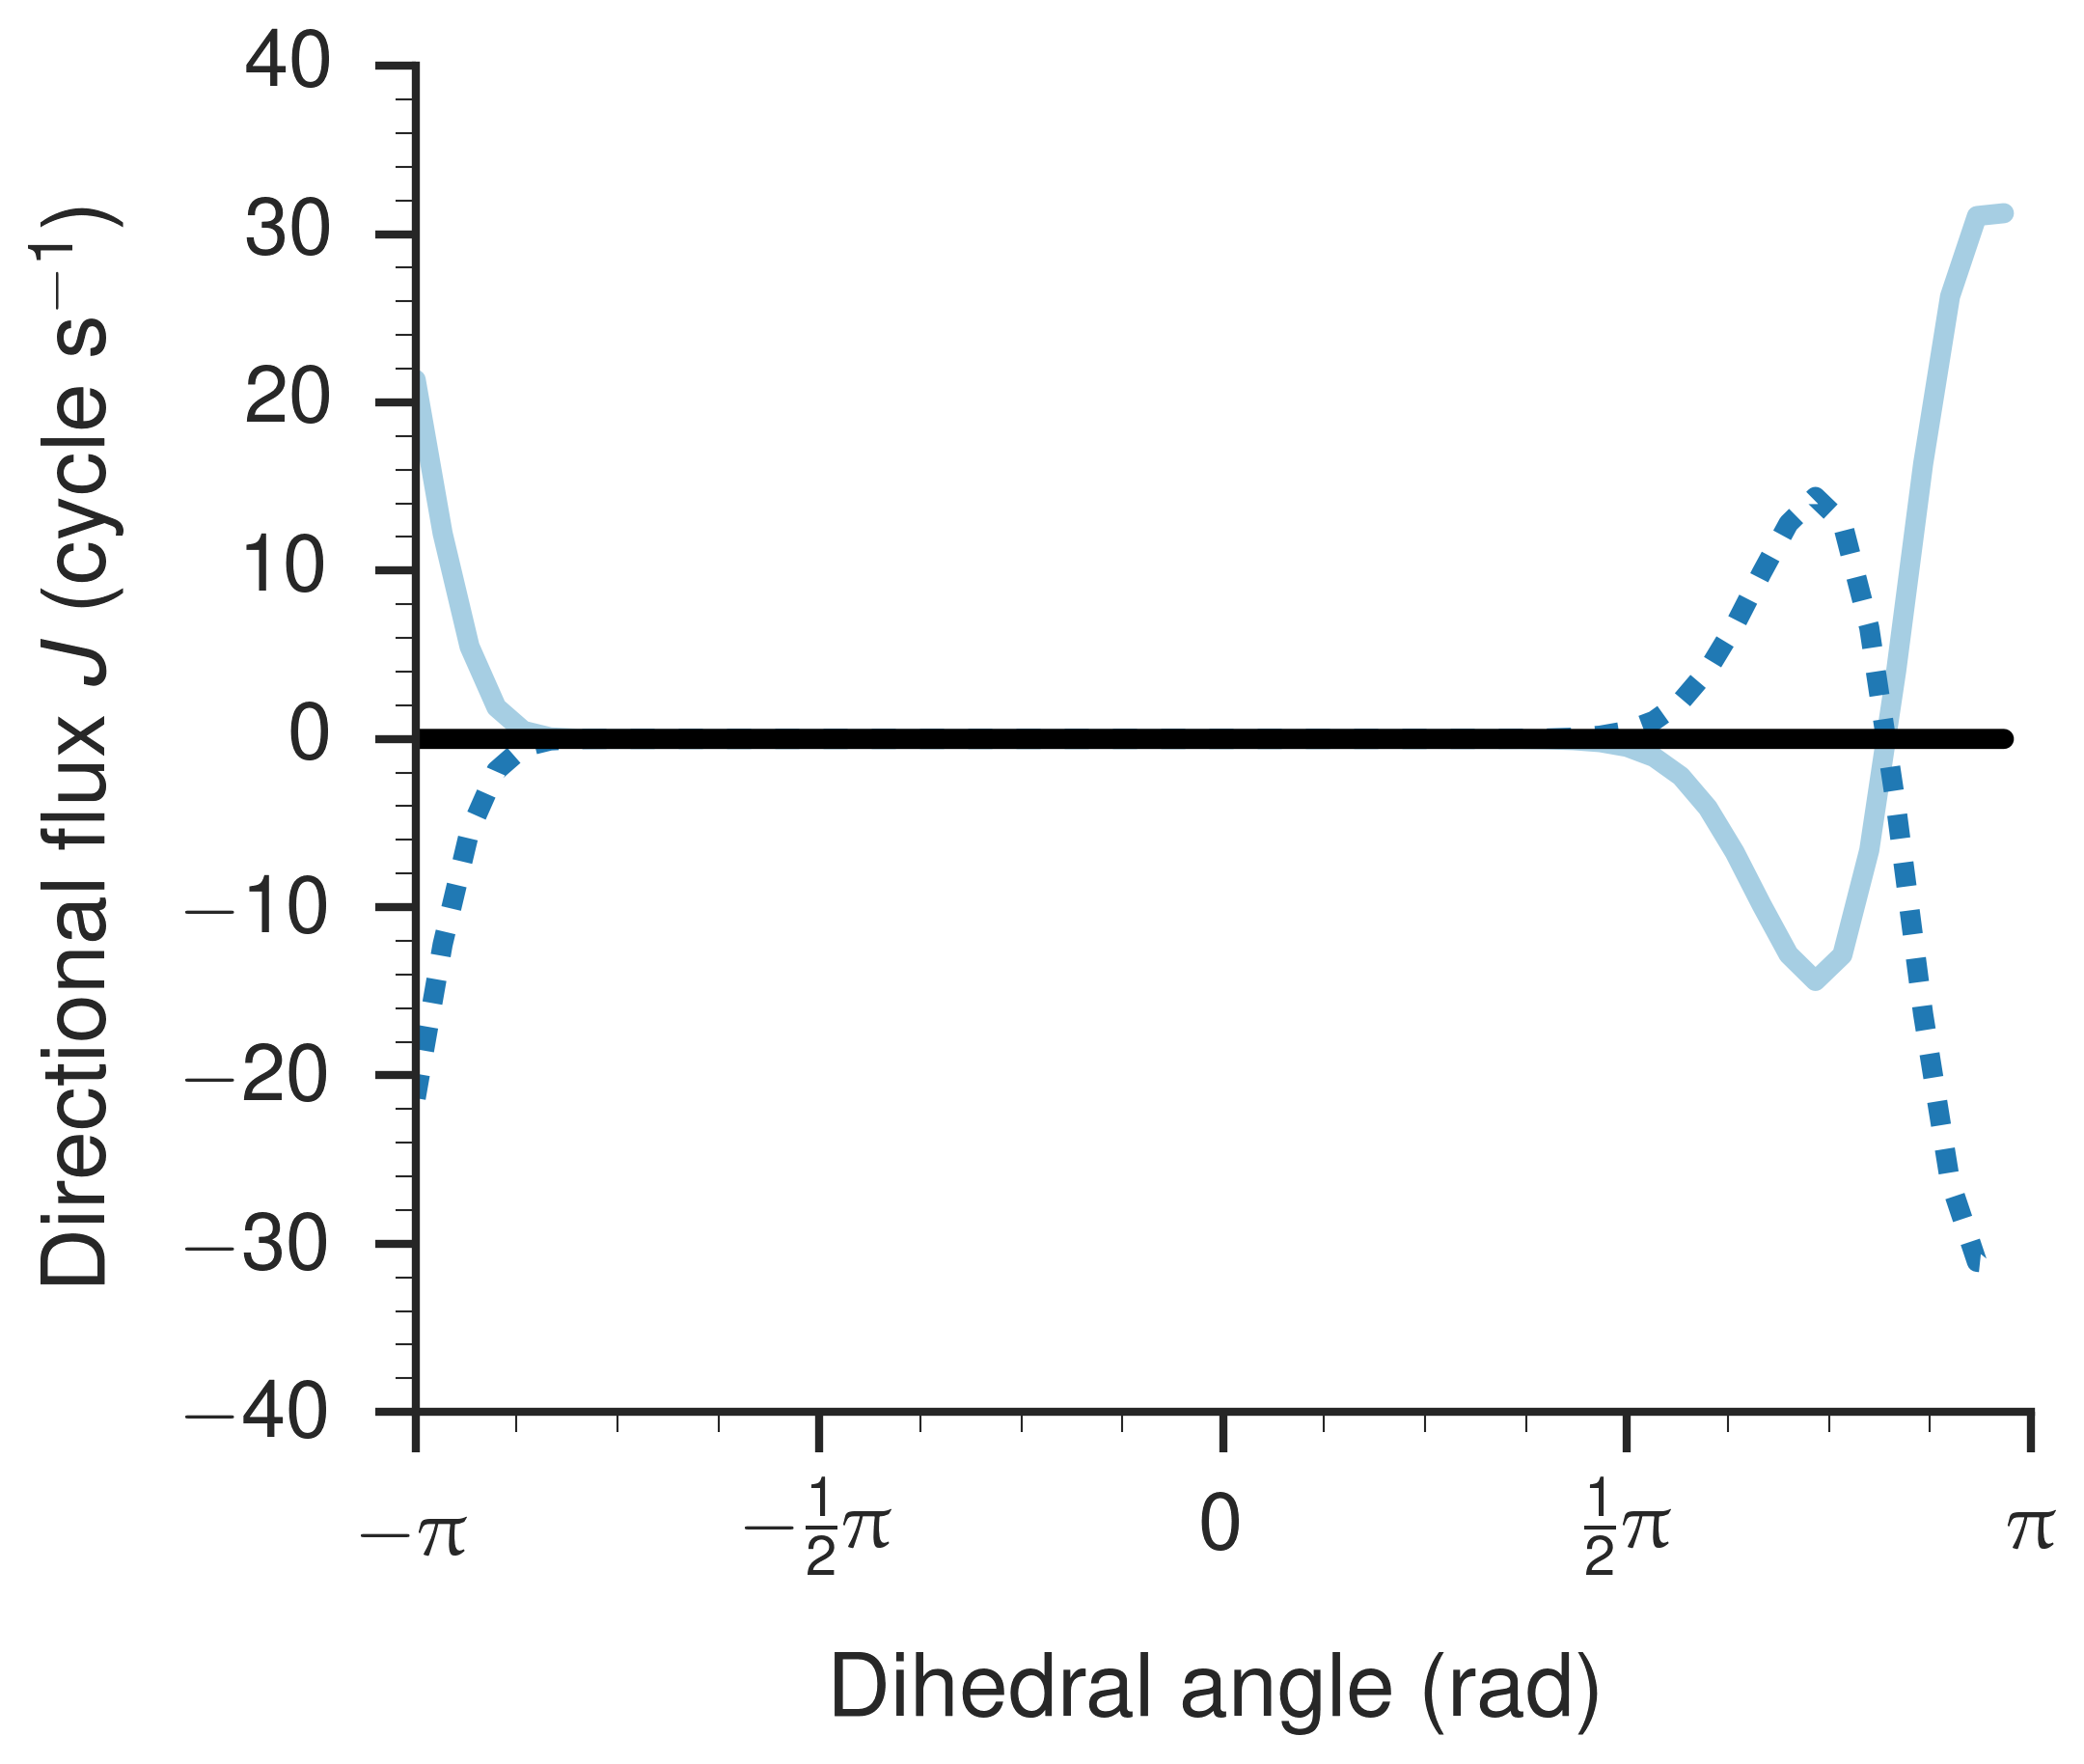 Directional flux J (cycle s⁻¹)
40
30
20
10
0
−10
−20
−30
−40
−π
−½π
0
½π
π
Dihedral angle (rad)